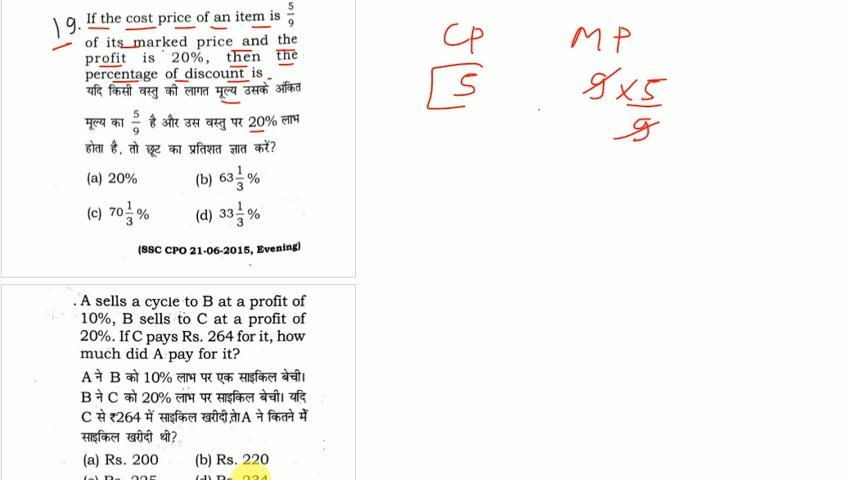 19. If the cost price of an item is 5/9
of its marked price and the
profit is 20%, then the
percentage of discount is .
यदि किसी वस्तु की लागत मूल्य उसके अंकित
मूल्य का 5/9 है और उस वस्तु पर 20% लाभ
होता है, तो छूट का प्रतिशत ज्ञात करें?
(a) 20% (b) 63 1/3 %
(c) 70 1/3 % (d) 33 1/3 %
(SSC CPO 21-06-2015, Evening)
. A sells a cycle to B at a profit of
10%, B sells to C at a profit of
20%. If C pays Rs. 264 for it, how
much did A pay for it?
A ने B को 10% लाभ पर एक साइकिल बेची।
B ने C को 20% लाभ पर साइकिल बेची। यदि
C से ₹264 में साइकिल खरीदी,तो A ने कितने में
साइकिल खरीदी थी?
(a) Rs. 200 (b) Rs. 220
CP MP
5 9 × 5/9